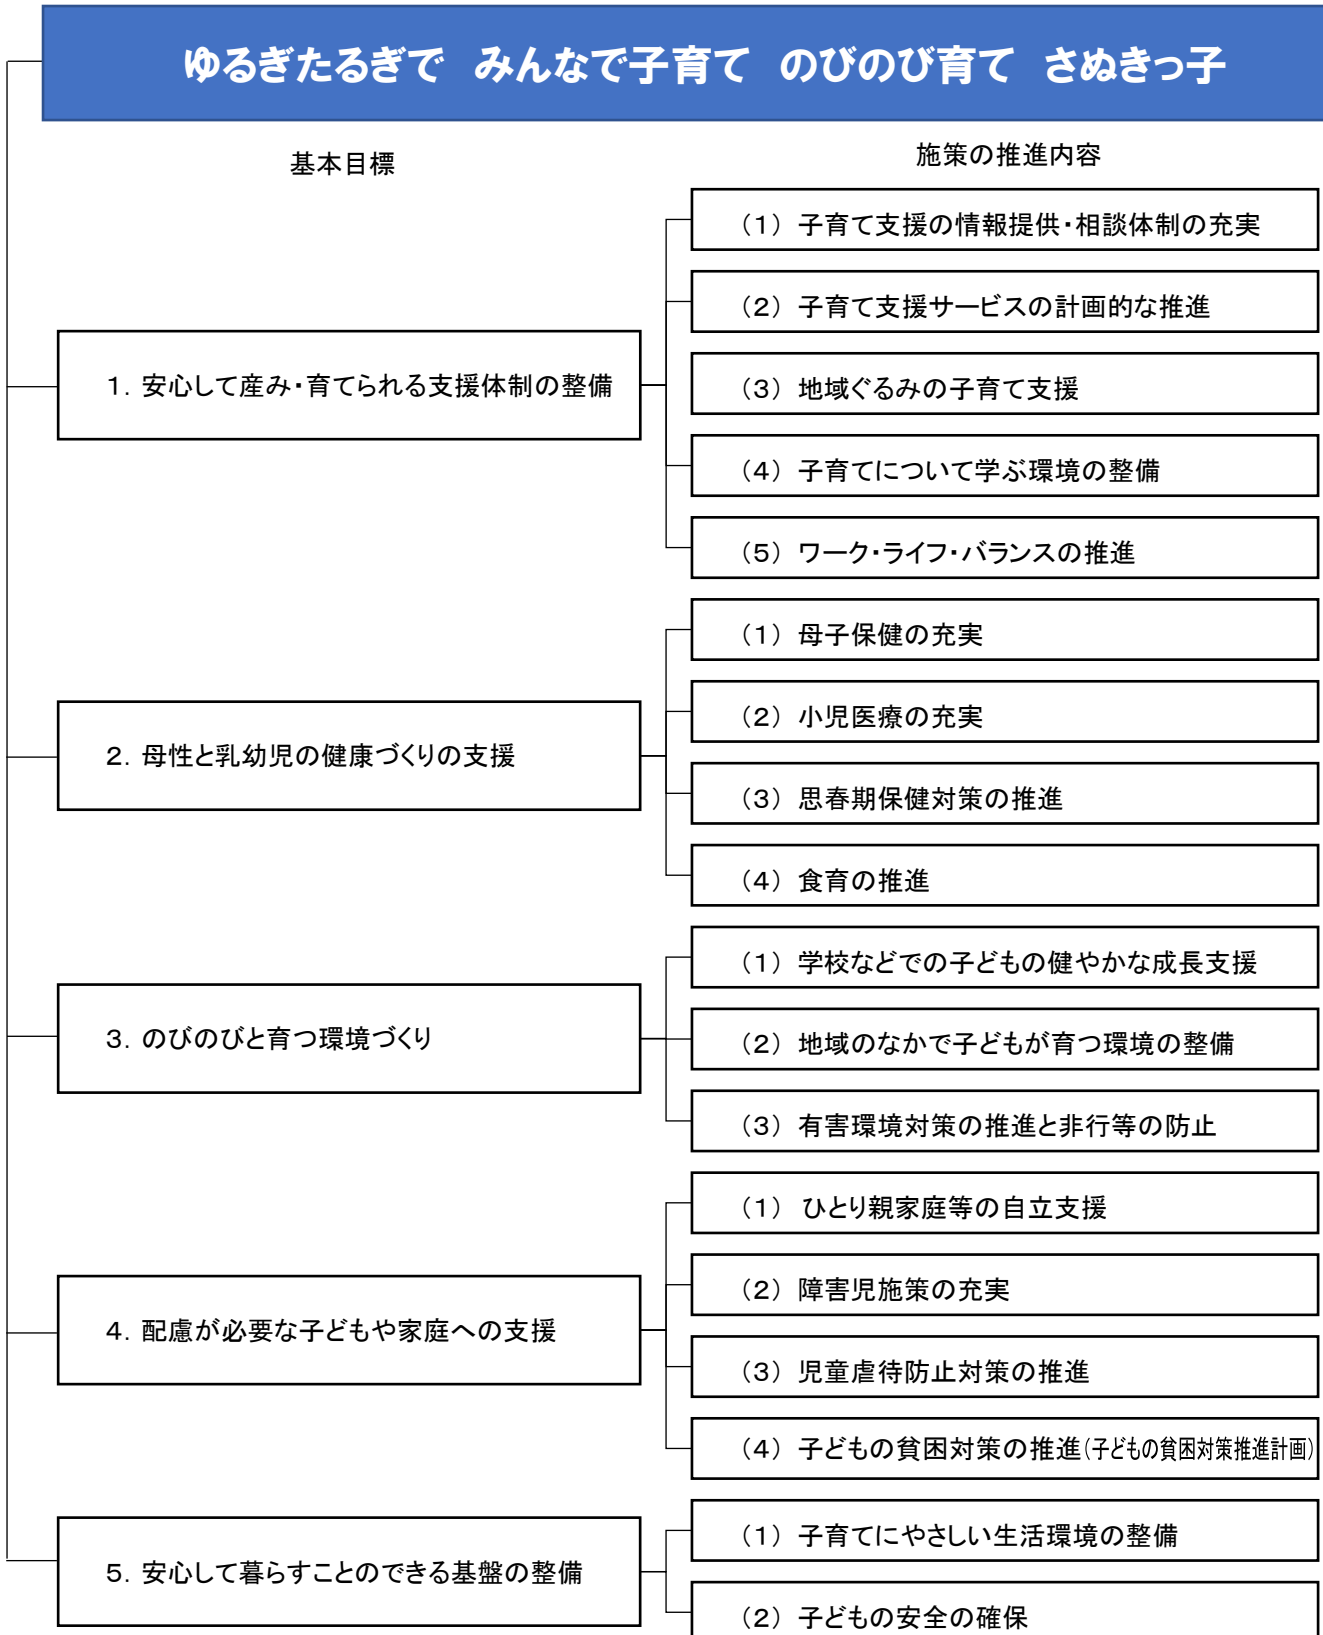 ゆるぎたるぎで　みんなで子育て　のびのび育て　さぬきっ子
基本目標
施策の推進内容
1．安心して産み・育てられる支援体制の整備
（1）子育て支援の情報提供・相談体制の充実
（2）子育て支援サービスの計画的な推進
（3）地域ぐるみの子育て支援
（4）子育てについて学ぶ環境の整備
（5）ワーク・ライフ・バランスの推進
2．母性と乳幼児の健康づくりの支援
（1）母子保健の充実
（2）小児医療の充実
（3）思春期保健対策の推進
（4）食育の推進
3．のびのびと育つ環境づくり
（1）学校などでの子どもの健やかな成長支援
（2）地域のなかで子どもが育つ環境の整備
（3）有害環境対策の推進と非行等の防止
4．配慮が必要な子どもや家庭への支援
（1）ひとり親家庭等の自立支援
（2）障害児施策の充実
（3）児童虐待防止対策の推進
（4）子どもの貧困対策の推進（子どもの貧困対策推進計画）
5．安心して暮らすことのできる基盤の整備
（1）子育てにやさしい生活環境の整備
（2）子どもの安全の確保